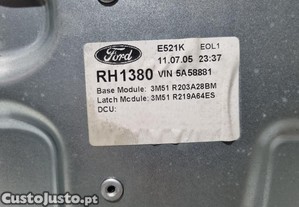 Ford
E521K EOL1
11.07.05 23:37
RH1380 VIN 5A58881
Base Module: 3M51 R203A28BM
Latch Module: 3M51 R219A64ES
DCU:
CustoJusto.pt